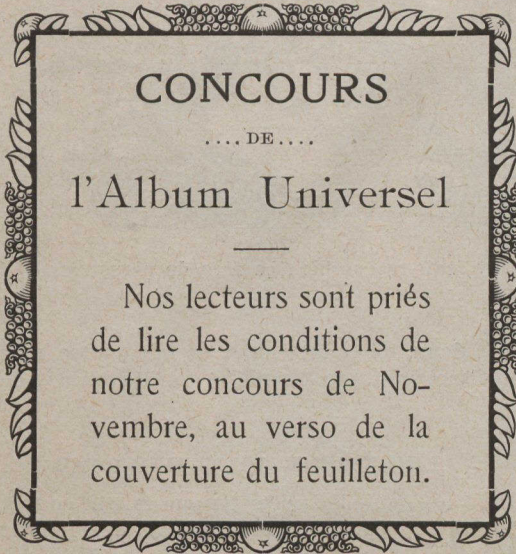 CONCOURS
....DE....
l'Album Universel
Nos lecteurs sont priés
de lire les conditions de
notre concours de No-
vembre, au verso de la
couverture du feuilleton.